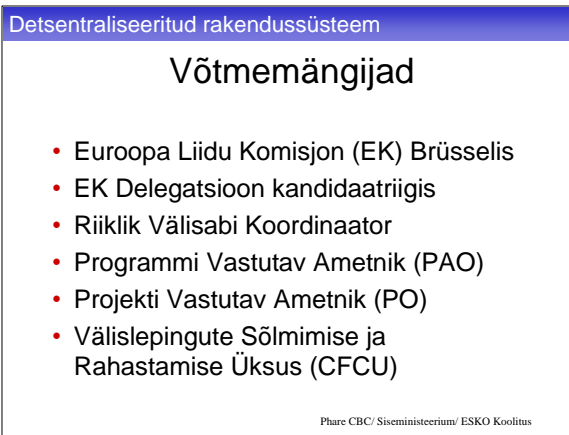 Detsentraliseeritud rakendussüsteem
Võtmemängijad
• Euroopa Liidu Komisjon (EK) Brüsselis
• EK Delegatsioon kandidaatriigis
• Riiklik Välisabi Koordinaator
• Programmi Vastutav Ametnik (PAO)
• Projekti Vastutav Ametnik (PO)
• Välislepingute Sõlmimise ja
Rahastamise Üksus (CFCU)
Phare CBC/ Siseministeerium/ ESKO Koolitus